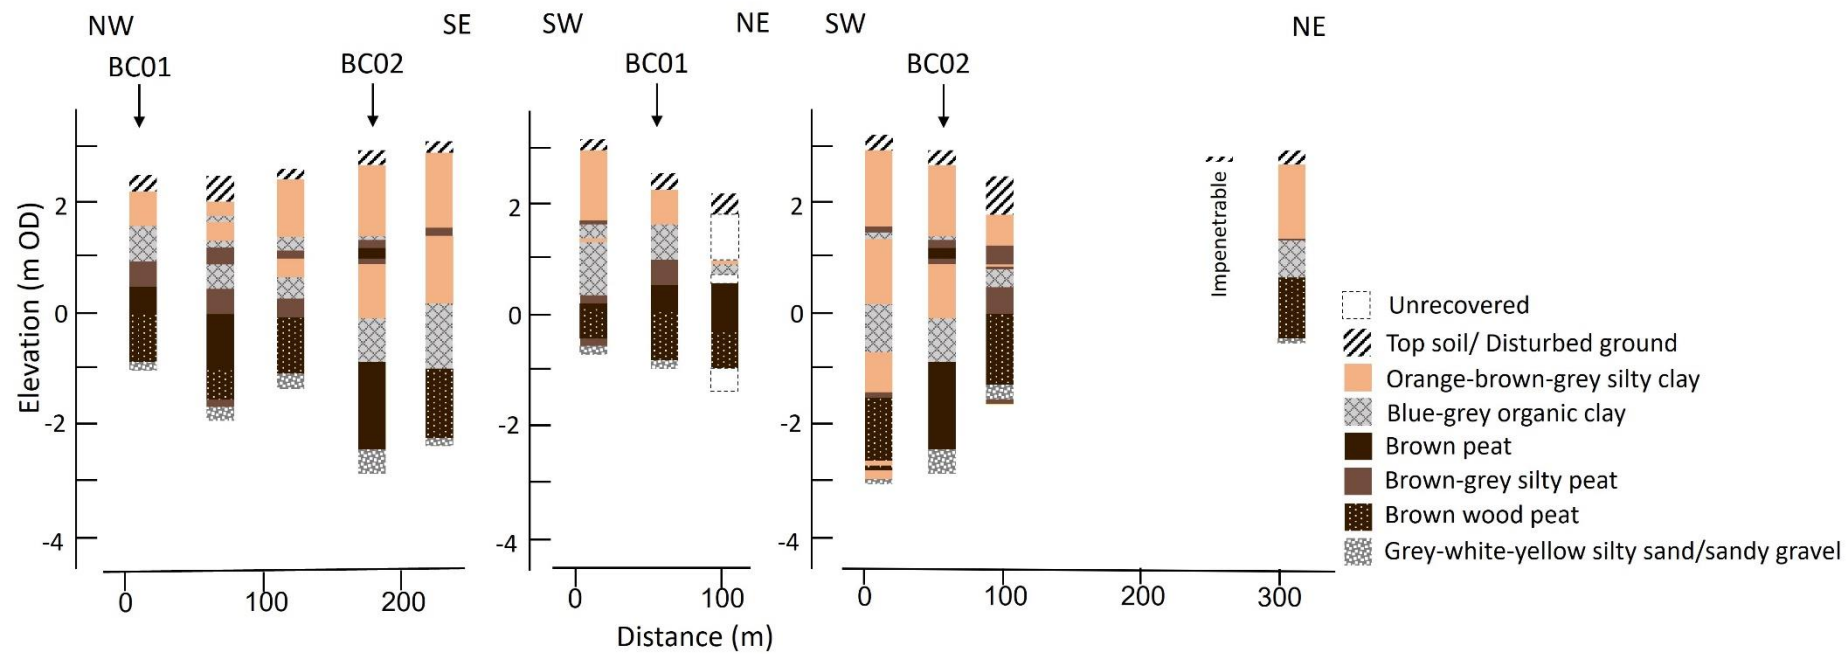 NW SE SW NE SW NE
BC01 BC02 BC01 BC02
Elevation (m OD)
2
0
-2
-4
0 100 200
2
0
-2
-4
0 100
2
0
-2
-4
0 100 200 300
Distance (m)
Impenetrable
Unrecovered
Top soil/ Disturbed ground
Orange-brown-grey silty clay
Blue-grey organic clay
Brown peat
Brown-grey silty peat
Brown wood peat
Grey-white-yellow silty sand/sandy gravel